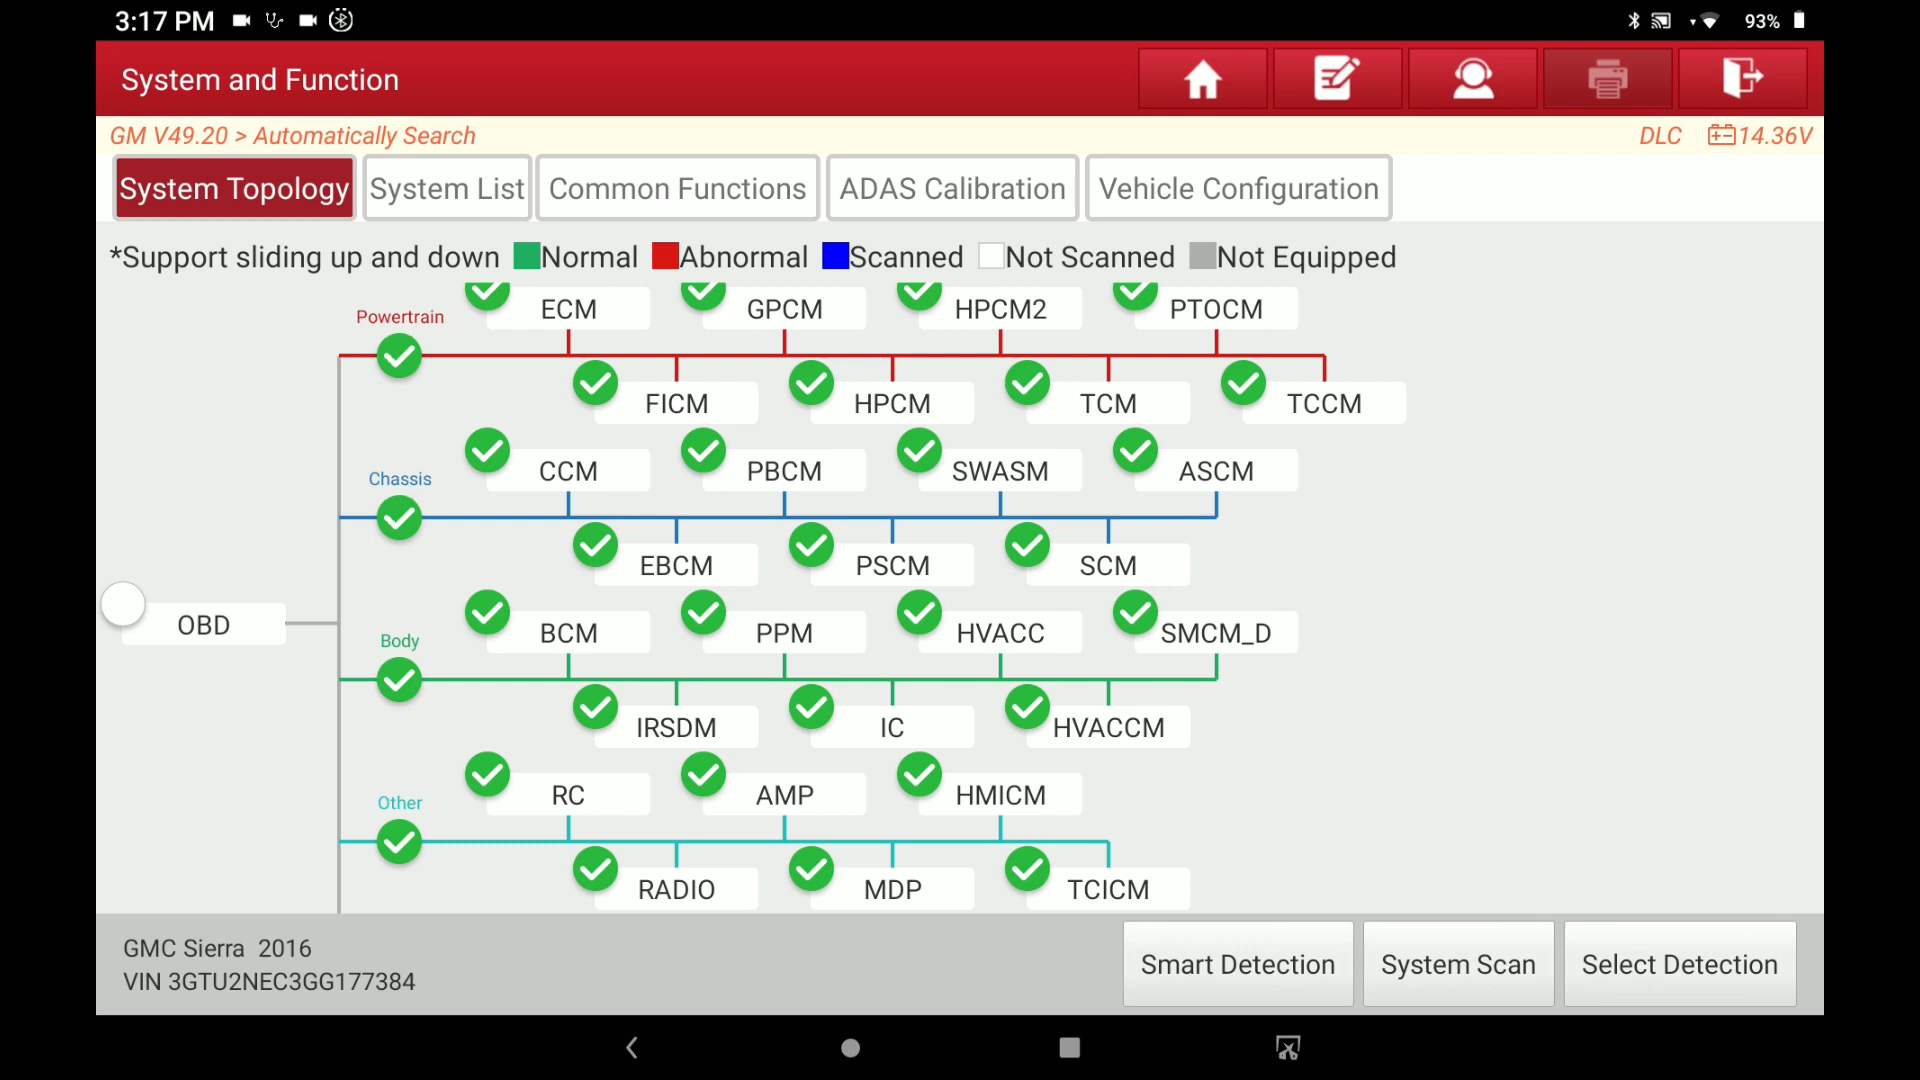 3:17 PM
93%
System and Function
GM V49.20 > Automatically Search
DLC 14.36V
System Topology System List Common Functions ADAS Calibration Vehicle Configuration
*Support sliding up and down Normal Abnormal Scanned Not Scanned Not Equipped
Powertrain
ECM GPCM HPCM2 PTOCM
FICM HPCM TCM TCCM
Chassis
CCM PBCM SWASM ASCM
EBCM PSCM SCM
OBD
Body
BCM PPM HVACC SMCM_D
IRSDM IC HVACCM
Other
RC AMP HMICM
RADIO MDP TCICM
GMC Sierra 2016
VIN 3GTU2NEC3GG177384
Smart Detection System Scan Select Detection